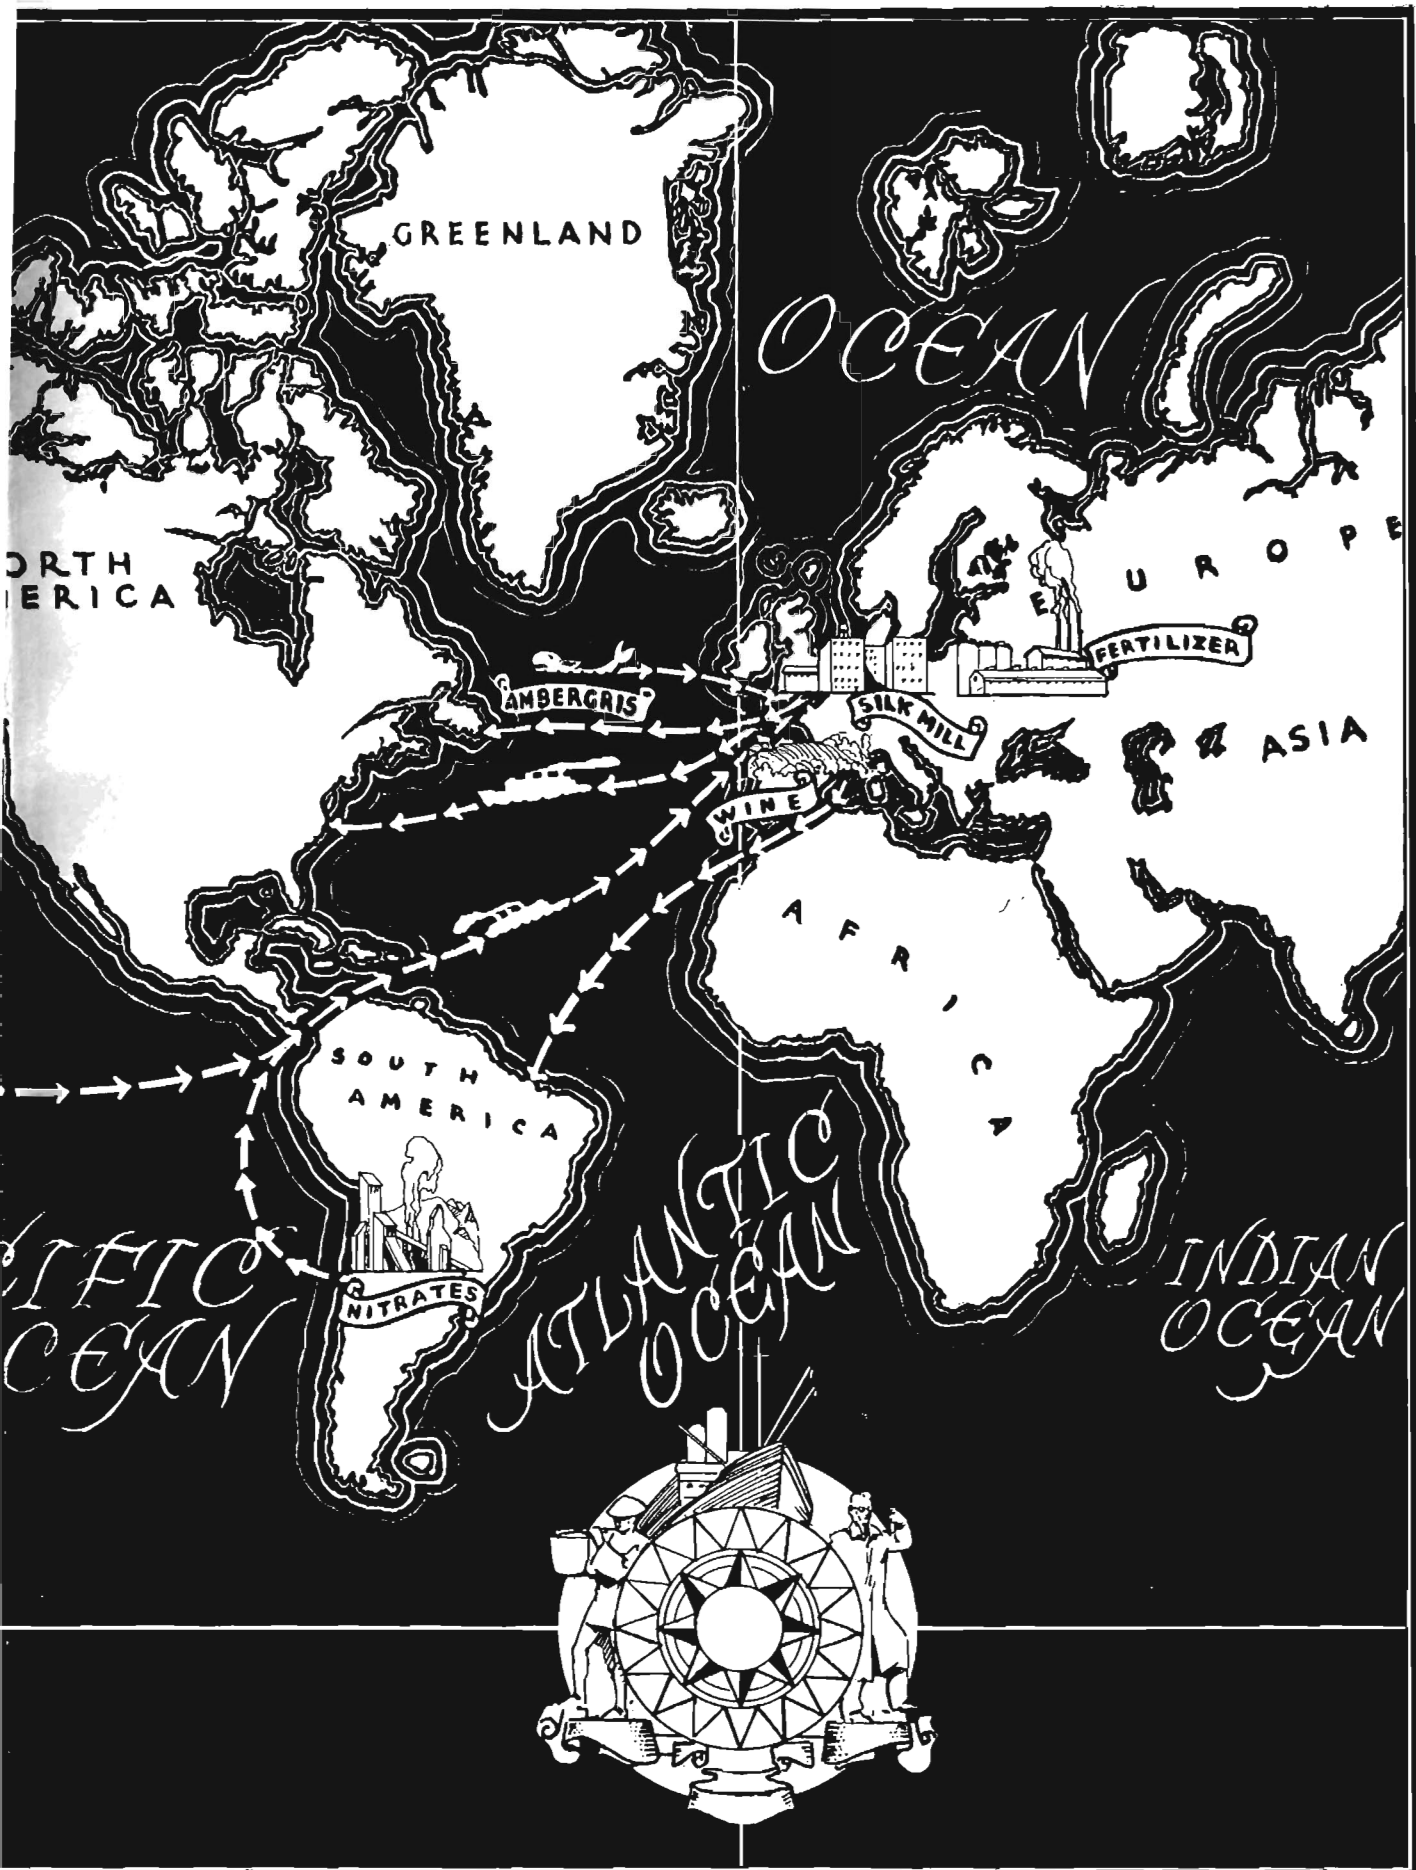 GREENLAND
OCEAN
ORTH
ERICA
EUROPE
FERTILIZER
AMBERGRIS
SILK MILL
ASIA
WINE
AFRICA
SOUTH
AMERICA
ATLANTIC
OCEAN
CIFIC
CEAN
NITRATES
INDIAN
OCEAN